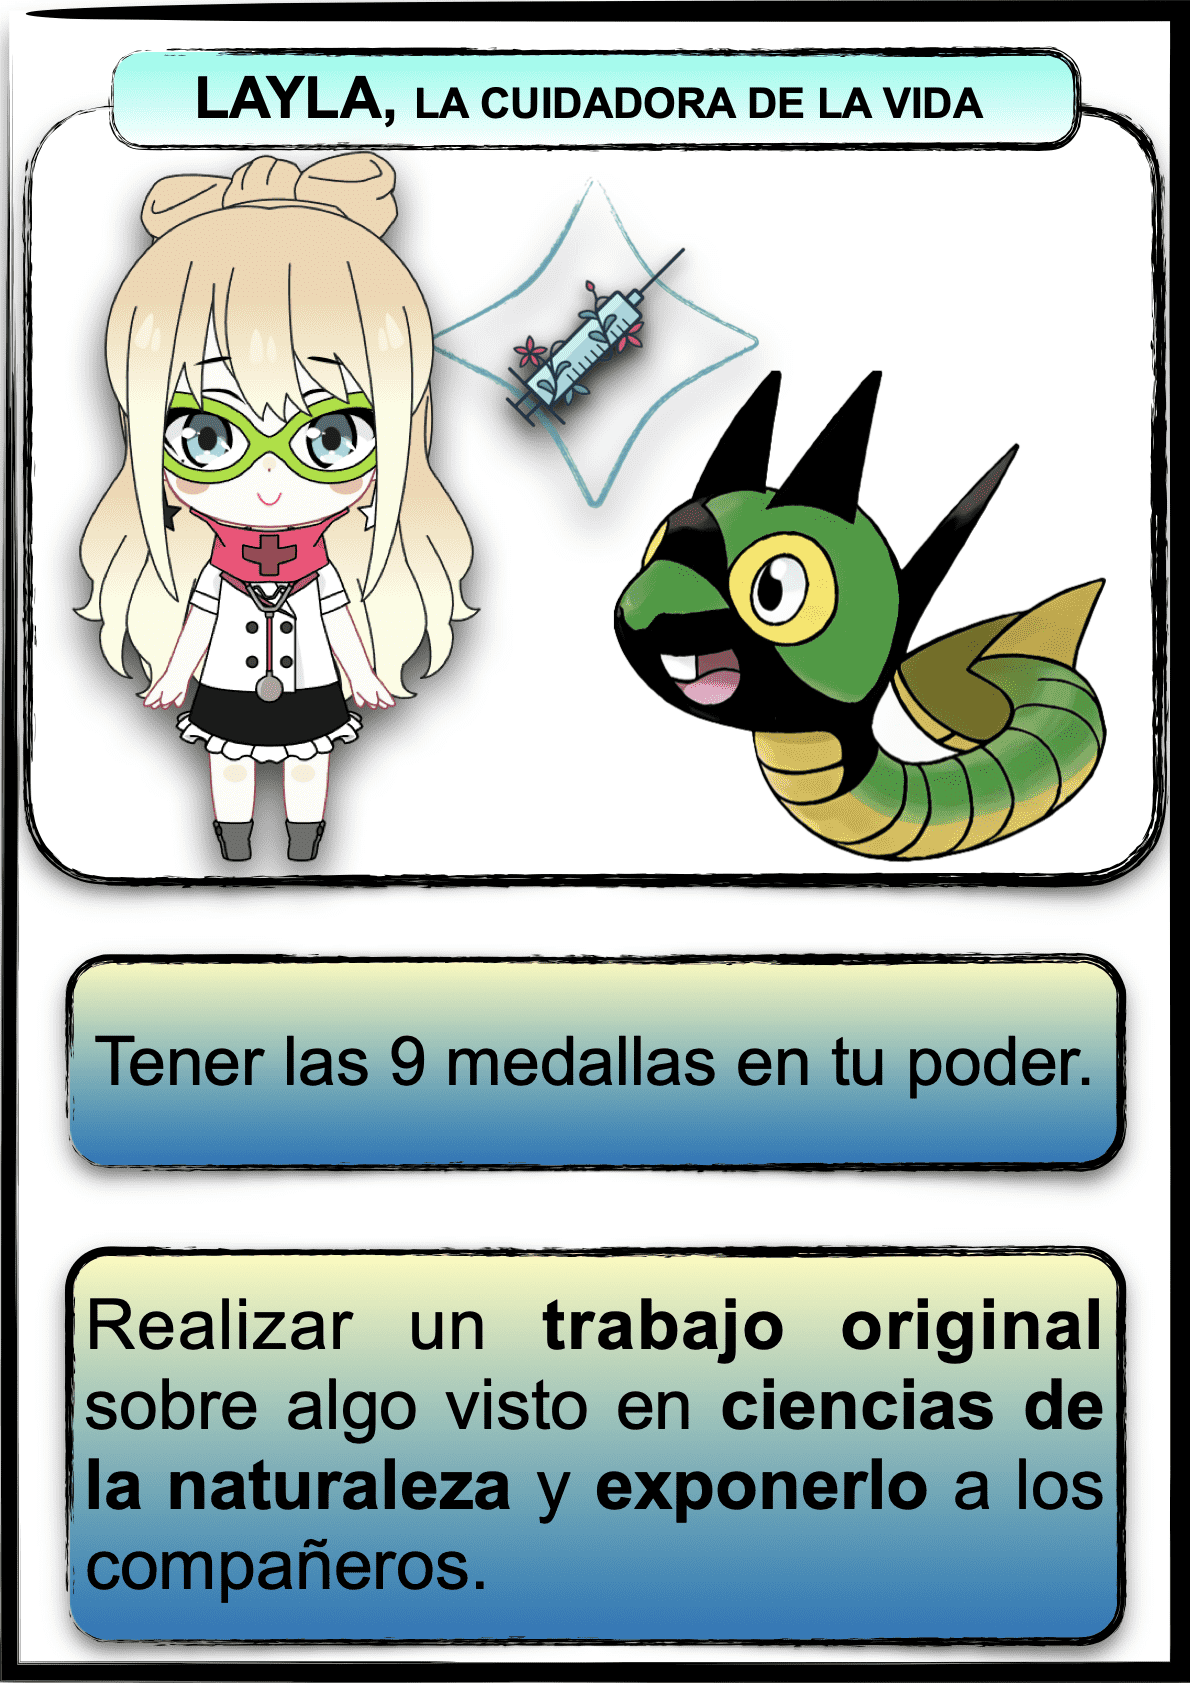 LAYLA, LA CUIDADORA DE LA VIDA
Tener las 9 medallas en tu poder.
Realizar un trabajo original
sobre algo visto en ciencias de
la naturaleza y exponerlo a los
compañeros.